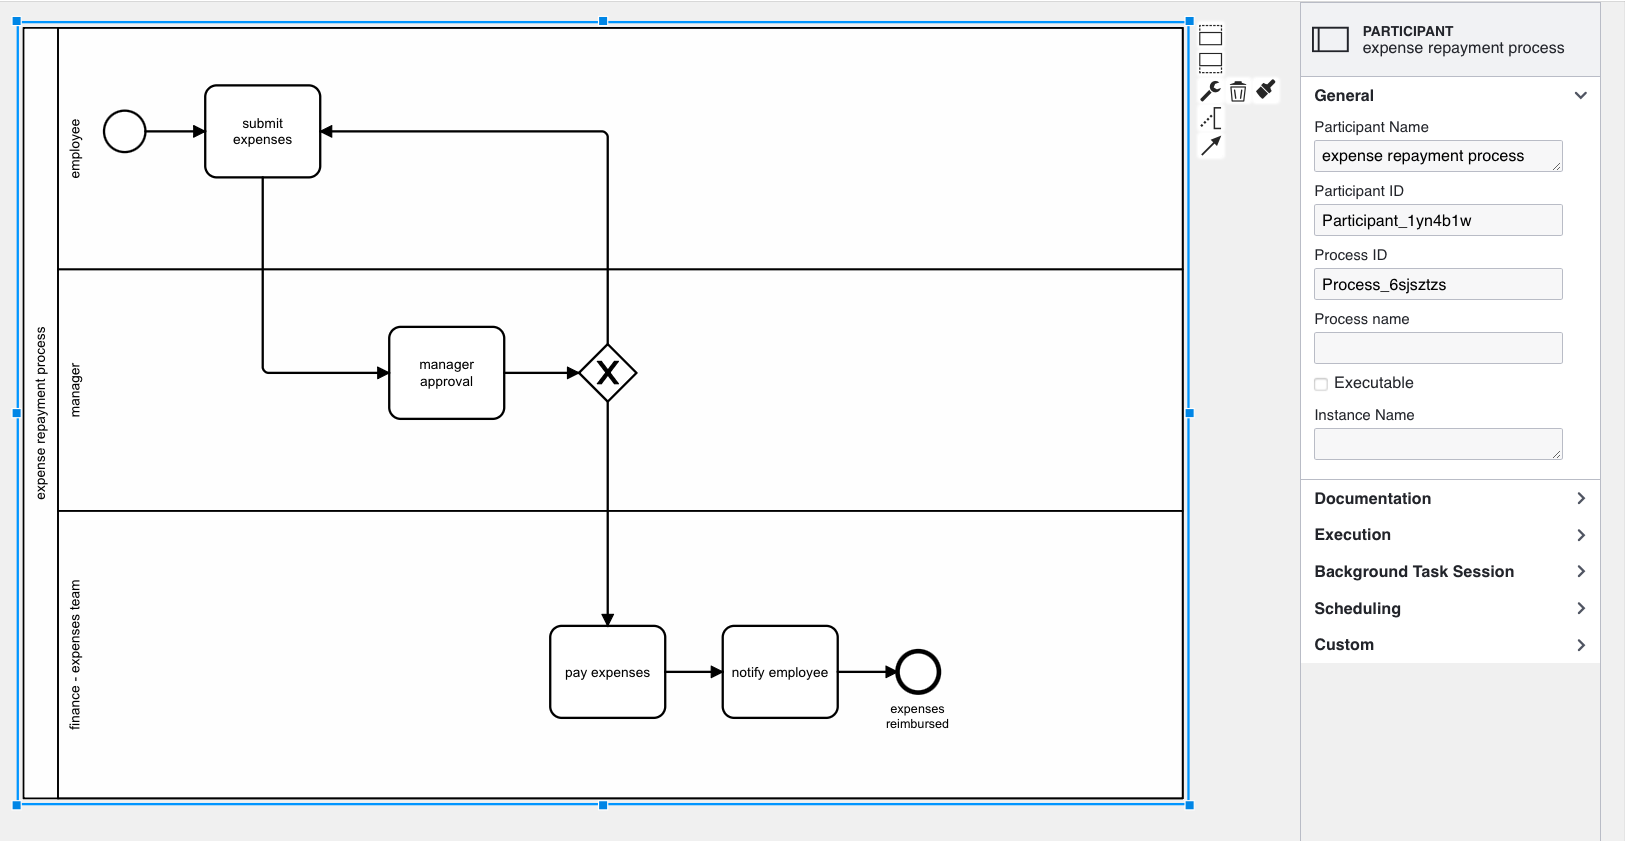 expense repayment process
employee
submit
expenses
manager
manager
approval
X
finance - expenses team
pay expenses
notify employee
expenses
reimbursed
PARTICIPANT
expense repayment process
General
Participant Name
expense repayment process
Participant ID
Participant_1yn4b1w
Process ID
Process_6sjsztzs
Process name
Executable
Instance Name
Documentation
Execution
Background Task Session
Scheduling
Custom